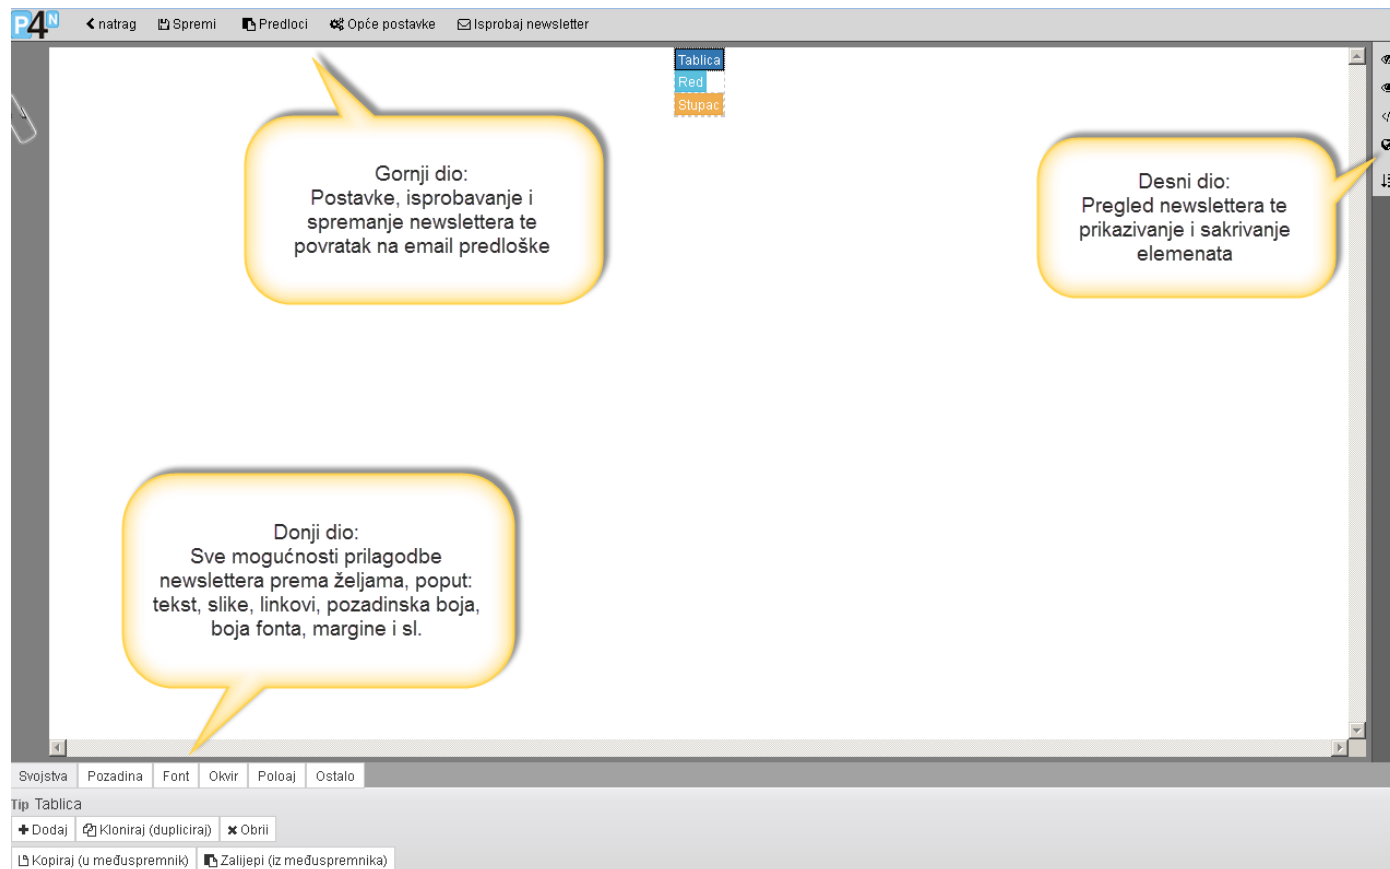 P4N
natrag Spremi Predloci Opće postavke Isprobaj newsletter
Tablica
Red
Stupac
Gornji dio:
Postavke, isprobavanje i
spremanje newslettera te
povratak na email predloške
Desni dio:
Pregled newslettera te
prikazivanje i sakrivanje
elemenata
Donji dio:
Sve mogućnosti prilagodbe
newslettera prema željama, poput:
tekst, slike, linkovi, pozadinska boja,
boja fonta, margine i sl.
Svojstva Pozadina Font Okvir Poloaj Ostalo
Tip Tablica
Dodaj Kloniraj (dupliciraj) Obrii
Kopiraj (u međuspremnik) Zalijepi (iz međuspremnika)